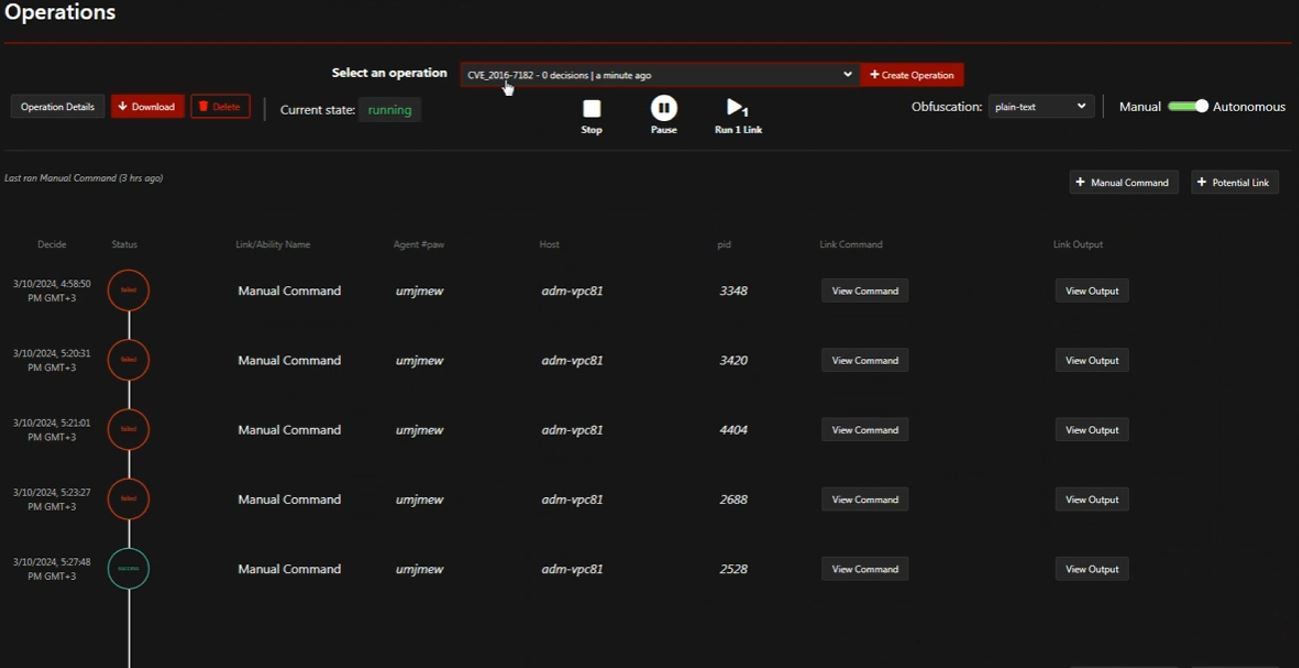 Operations
Select an operation
CVE_2016-7182 - 0 decisions | a minute ago
+ Create Operation
Operation Details
Download
Delete
Current state: running
Stop
Pause
Run 1 Link
Obfuscation: plain-text
Manual
Autonomous
Last ran Manual Command (3 hrs ago)
+ Manual Command
+ Potential Link
Decide Status Link/Ability Name Agent #paw Host pid Link Command Link Output
3/10/2024, 4:58:50
PM GMT+3
failed Manual Command umjmew adm-vpc81 3348 View Command View Output
3/10/2024, 5:20:31
PM GMT+3
failed Manual Command umjmew adm-vpc81 3420 View Command View Output
3/10/2024, 5:21:01
PM GMT+3
failed Manual Command umjmew adm-vpc81 4404 View Command View Output
3/10/2024, 5:23:27
PM GMT+3
failed Manual Command umjmew adm-vpc81 2688 View Command View Output
3/10/2024, 5:27:48
PM GMT+3
success Manual Command umjmew adm-vpc81 2528 View Command View Output